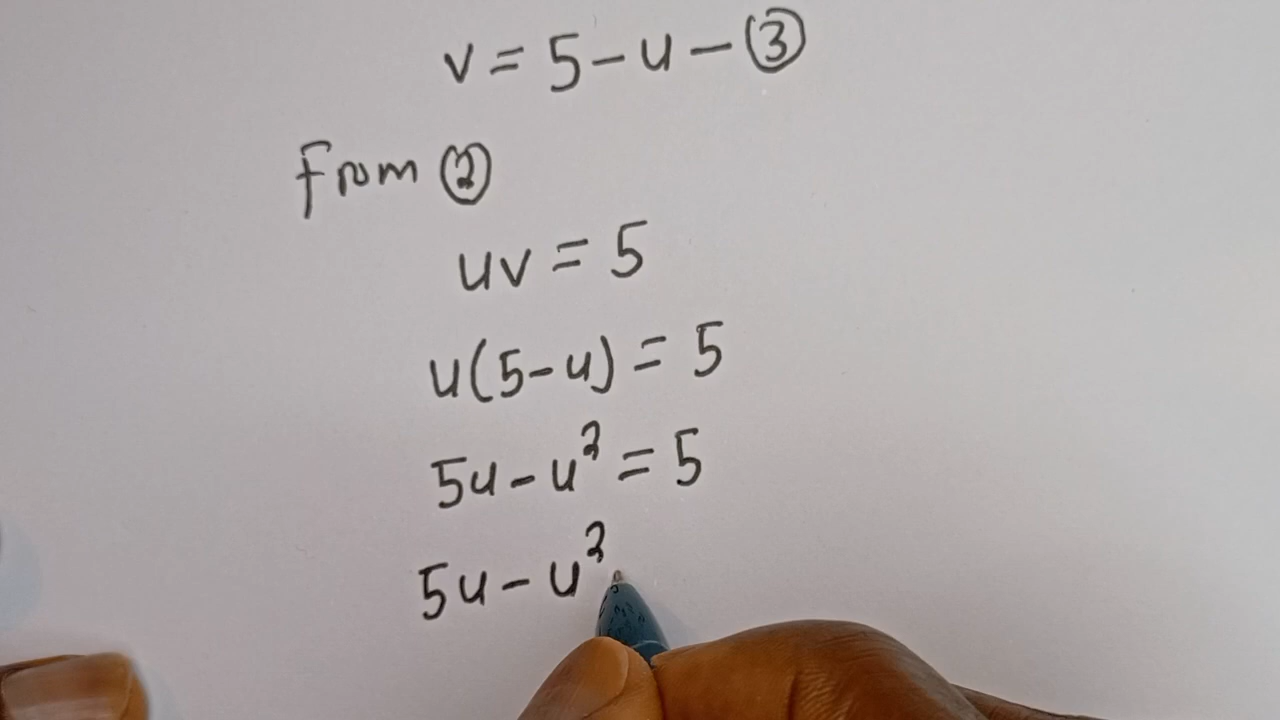 v = 5 - u - ③
From ②
uv = 5
u(5-u) = 5
5u - u² = 5
5u - u²